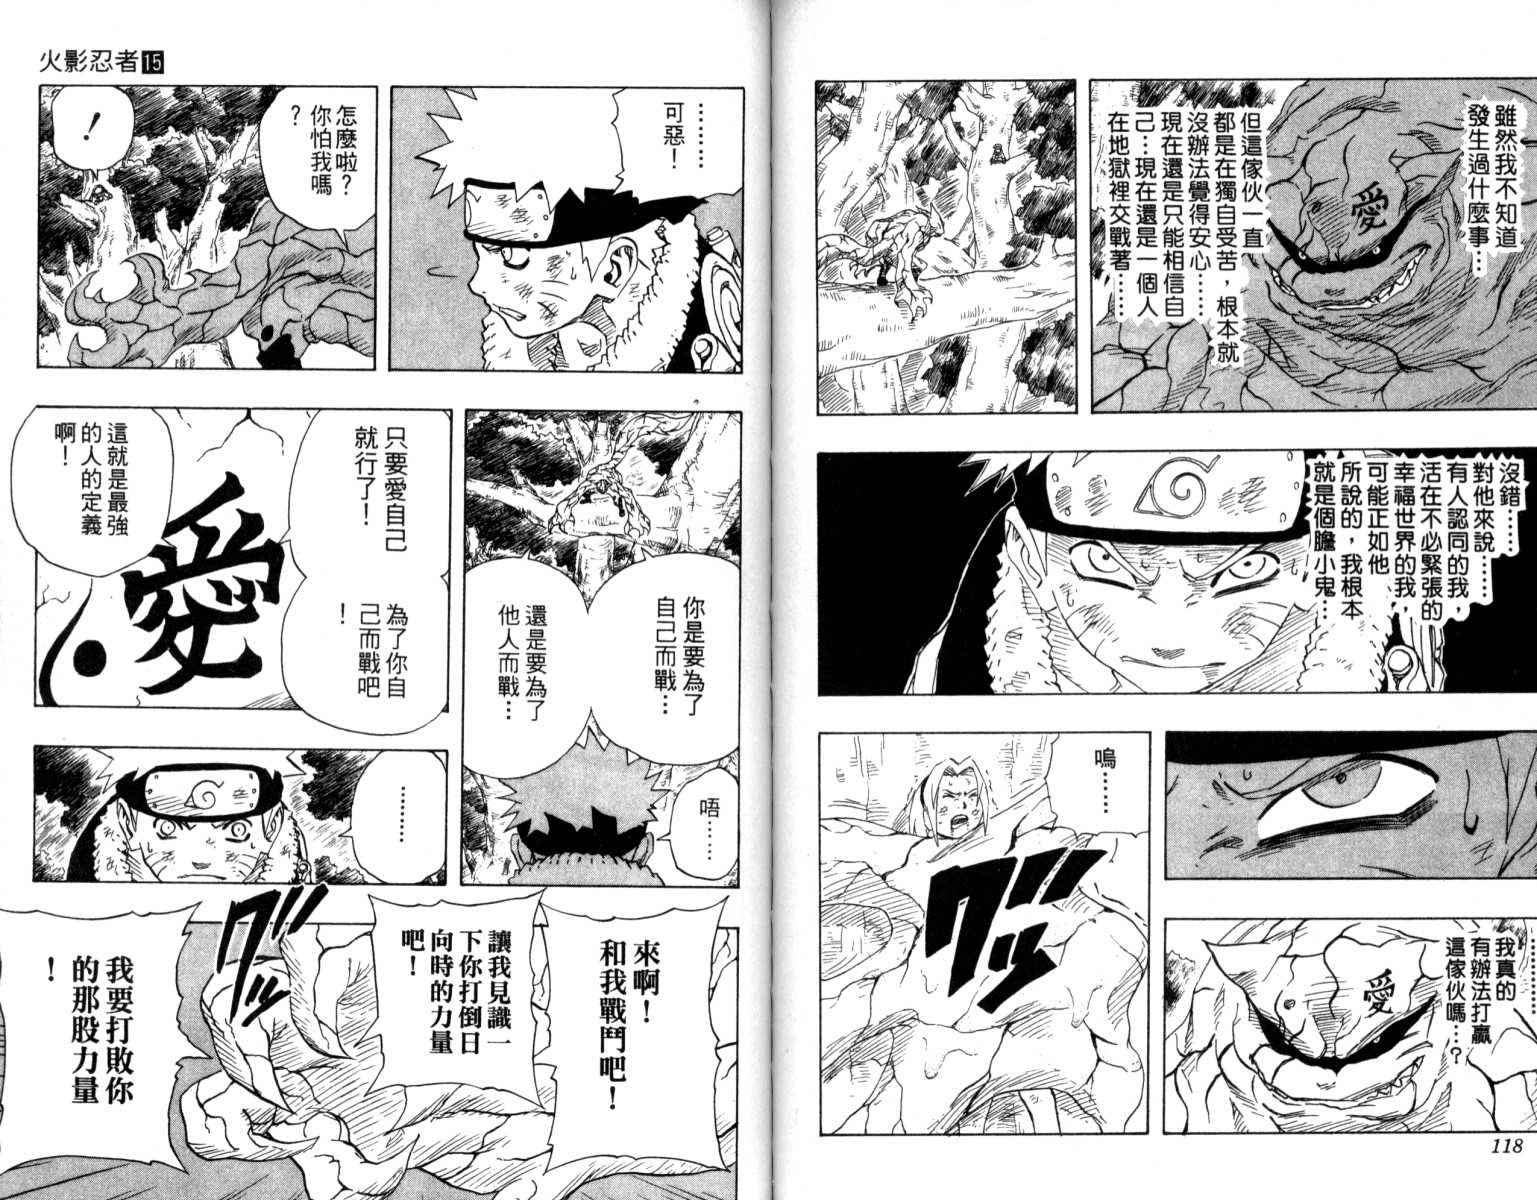 雖然我不知道
發生過什麼事…
愛
但這傢伙一直
都是在獨自受苦，根本就
沒辦法覺得安心……
現在還是只能相信自
己…現在還是一個人
在地獄裡交戰著……
沒錯……
對他來說……
有人認同的我，
活在不必緊張的
幸福世界的我，
可能正如他
所說的，我根本
就是個膽小鬼…
嗚……
グッ
…………
我真的
有辦法打贏
這傢伙嗎…？
愛
118
火影忍者15
………
可惡！
怎麼啦？
你怕我嗎
？
！
你是要為了
自己而戰…
還是要為了
他人而戰…
唔……
只要愛自己
就行了！
為了你自
己而戰吧
！
這就是最強
的人的定義
啊！
愛
………
來啊！
和我戰鬥吧！
讓我見識一
下你打倒日
向時的力量
吧！
グッ
我要打敗你
的那股力量
！